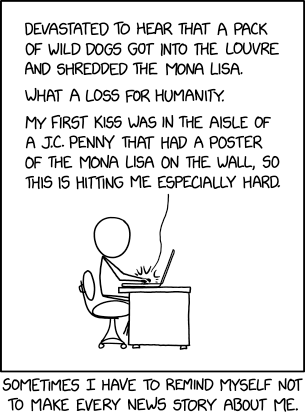 DEVASTATED TO HEAR THAT A PACK
OF WILD DOGS GOT INTO THE LOUVRE
AND SHREDDED THE MONA LISA.
WHAT A LOSS FOR HUMANITY.
MY FIRST KISS WAS IN THE AISLE OF
A J.C. PENNY THAT HAD A POSTER
OF THE MONA LISA ON THE WALL, SO
THIS IS HITTING ME ESPECIALLY HARD.
SOMETIMES I HAVE TO REMIND MYSELF NOT
TO MAKE EVERY NEWS STORY ABOUT ME.